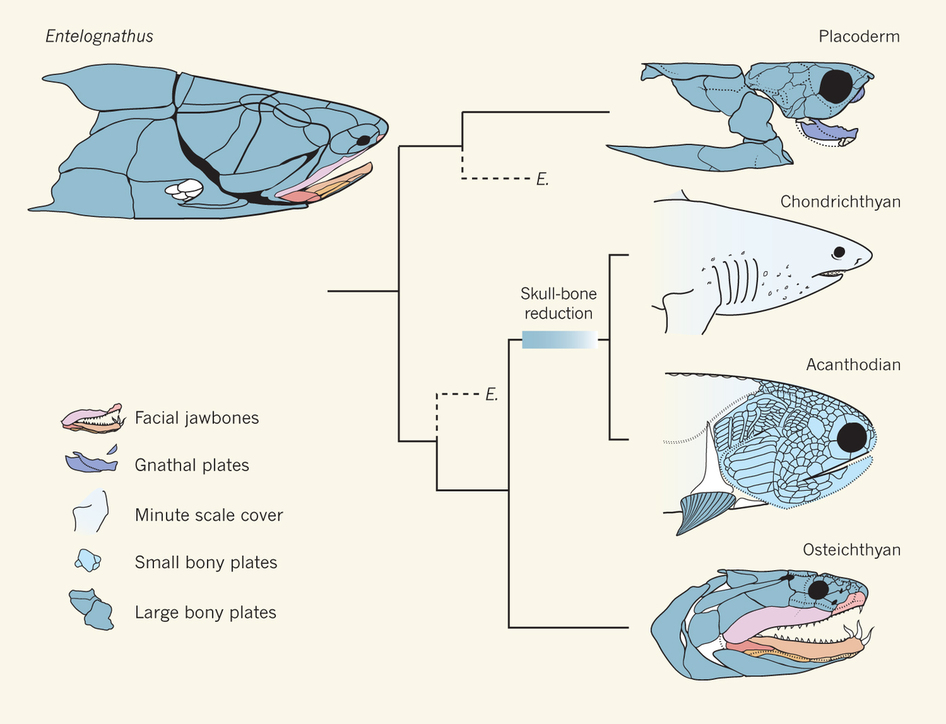 Entelognathus
Placoderm
E.
Chondrichthyan
Skull-bone
reduction
Acanthodian
E.
Facial jawbones
Gnathal plates
Minute scale cover
Small bony plates
Large bony plates
Osteichthyan